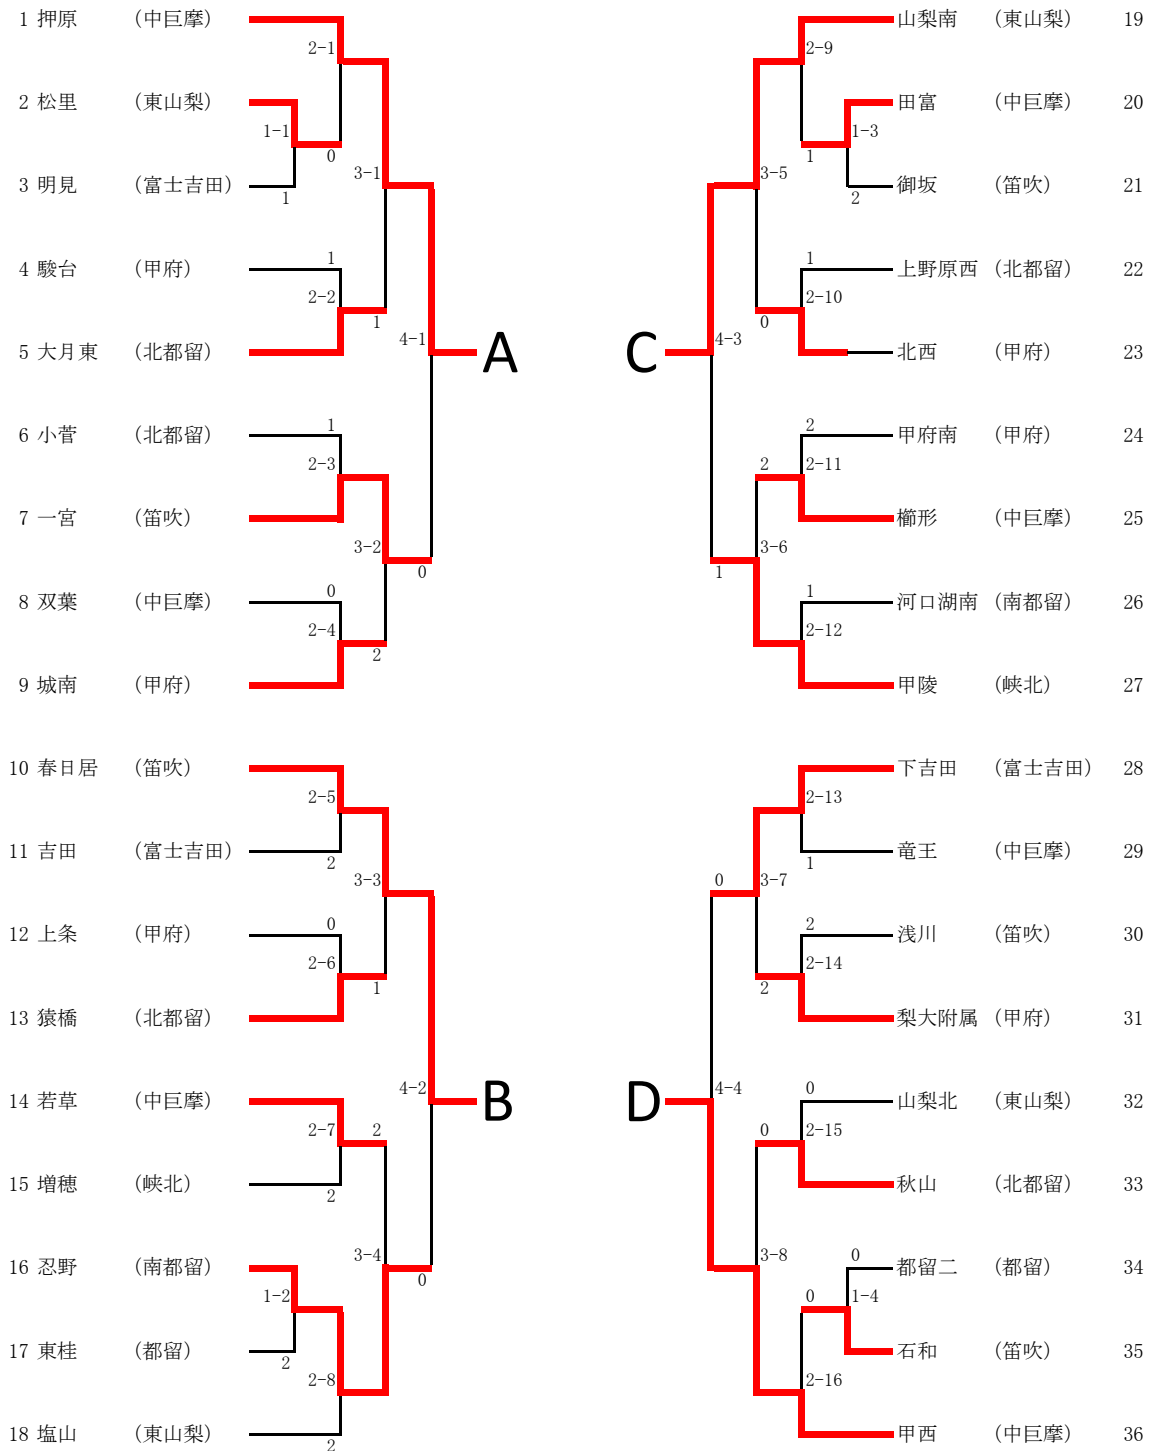 1 押原 (中巨摩)
2-1
2 松里 (東山梨)
1-1
0
3 明見 (富士吉田)
1
3-1
4 駿台 (甲府)
1
2-2
1
5 大月東 (北都留)
4-1
A
6 小菅 (北都留)
1
2-3
7 一宮 (笛吹)
3-2
0
8 双葉 (中巨摩)
0
2-4
2
9 城南 (甲府)
10 春日居 (笛吹)
2-5
11 吉田 (富士吉田)
2
3-3
12 上条 (甲府)
0
2-6
1
13 猿橋 (北都留)
4-2
B
14 若草 (中巨摩)
2-7
2
15 増穂 (峡北)
2
3-4
0
16 忍野 (南都留)
1-2
17 東桂 (都留)
2
2-8
18 塩山 (東山梨)
2
山梨南 (東山梨) 19
2-9
田富 (中巨摩) 20
1-3
1
御坂 (笛吹) 21
2
3-5
上野原西 (北都留) 22
1
2-10
0
北西 (甲府) 23
C
4-3
甲府南 (甲府) 24
2
2-11
2
櫛形 (中巨摩) 25
3-6
1
河口湖南 (南都留) 26
1
2-12
甲陵 (峡北) 27
下吉田 (富士吉田) 28
2-13
竜王 (中巨摩) 29
1
0
3-7
浅川 (笛吹) 30
2
2-14
2
梨大附属 (甲府) 31
D
4-4
山梨北 (東山梨) 32
0
2-15
0
秋山 (北都留) 33
3-8
都留二 (都留) 34
0
1-4
0
石和 (笛吹) 35
2-16
甲西 (中巨摩) 36